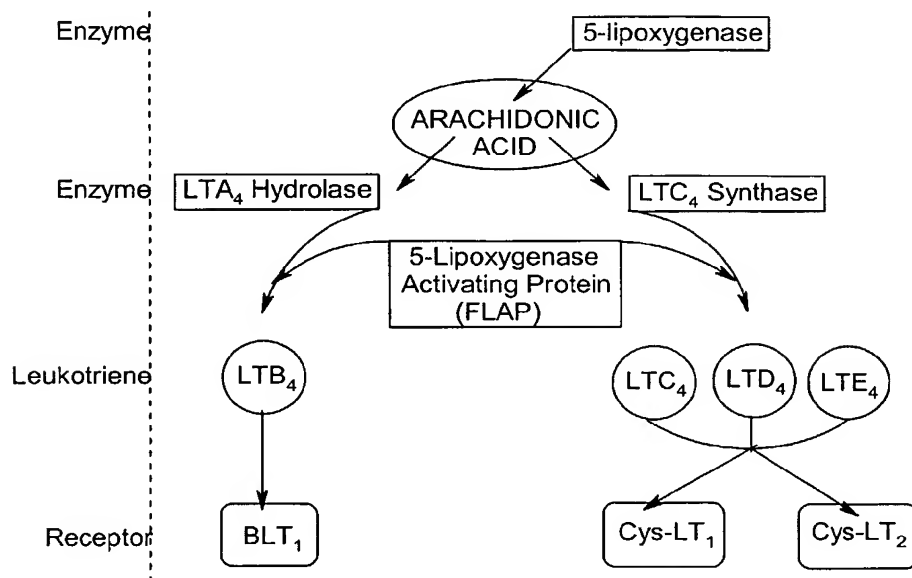 Enzyme
5-lipoxygenase
ARACHIDONIC
ACID
Enzyme
LTA₄ Hydrolase
LTC₄ Synthase
5-Lipoxygenase
Activating Protein
(FLAP)
Leukotriene
LTB₄
LTC₄
LTD₄
LTE₄
Receptor
BLT₁
Cys-LT₁
Cys-LT₂